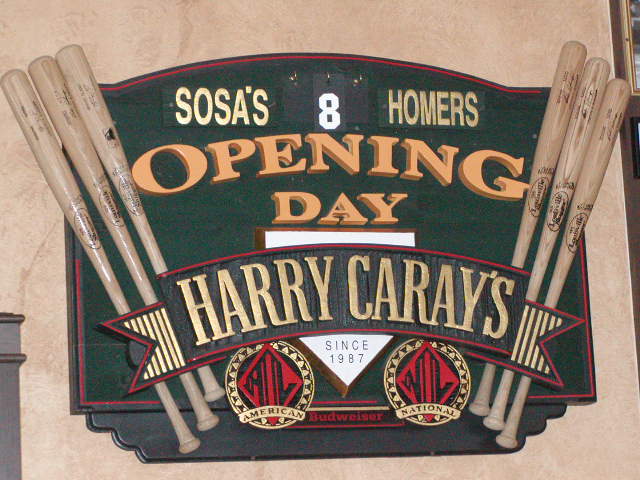 SOSA'S 8 HOMERS
OPENING
DAY
HARRY CARAY'S
SINCE
1987
AMERICAN
Budweiser
NATIONAL